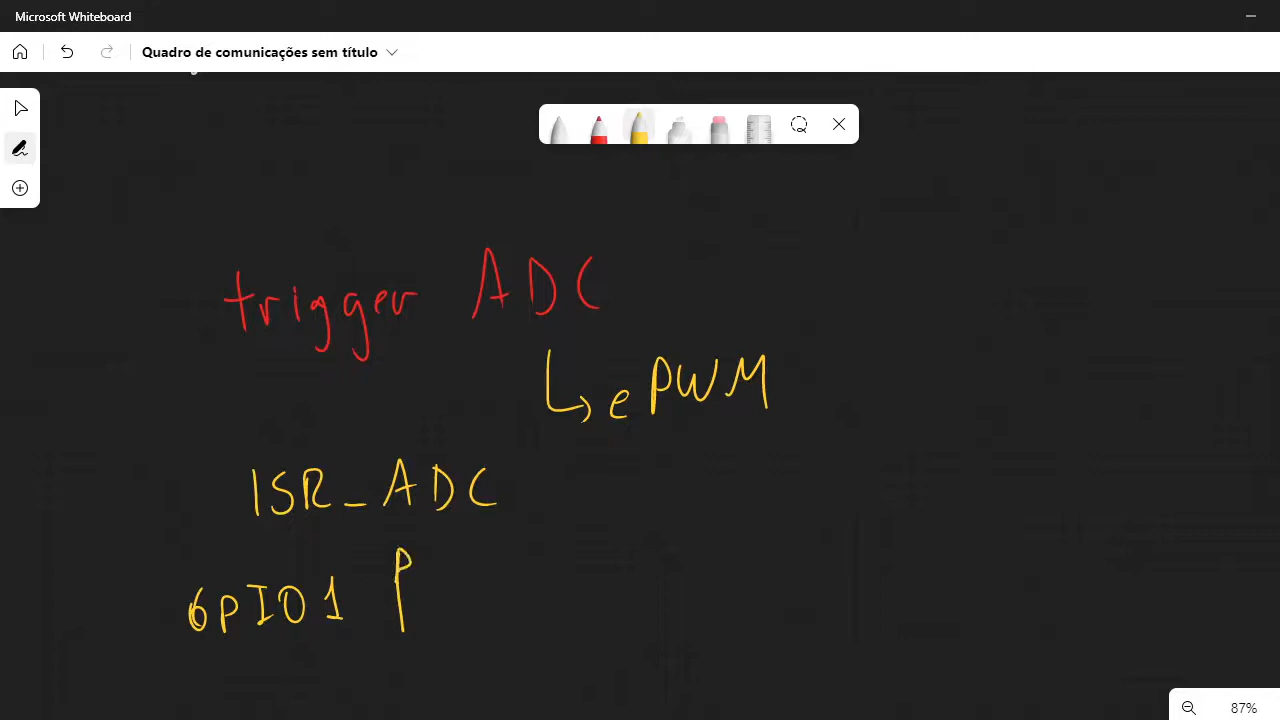 Microsoft Whiteboard
Quadro de comunicações sem título
trigger ADC
ePWM
ISR_ADC
GPIO1 P
87%